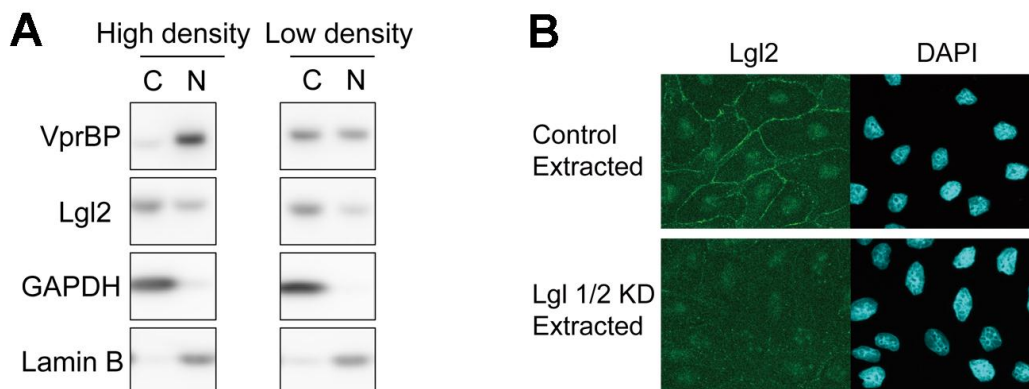 A
High density Low density
C N C N
VprBP
Lgl2
GAPDH
Lamin B
B
Lgl2 DAPI
Control
Extracted
Lgl 1/2 KD
Extracted